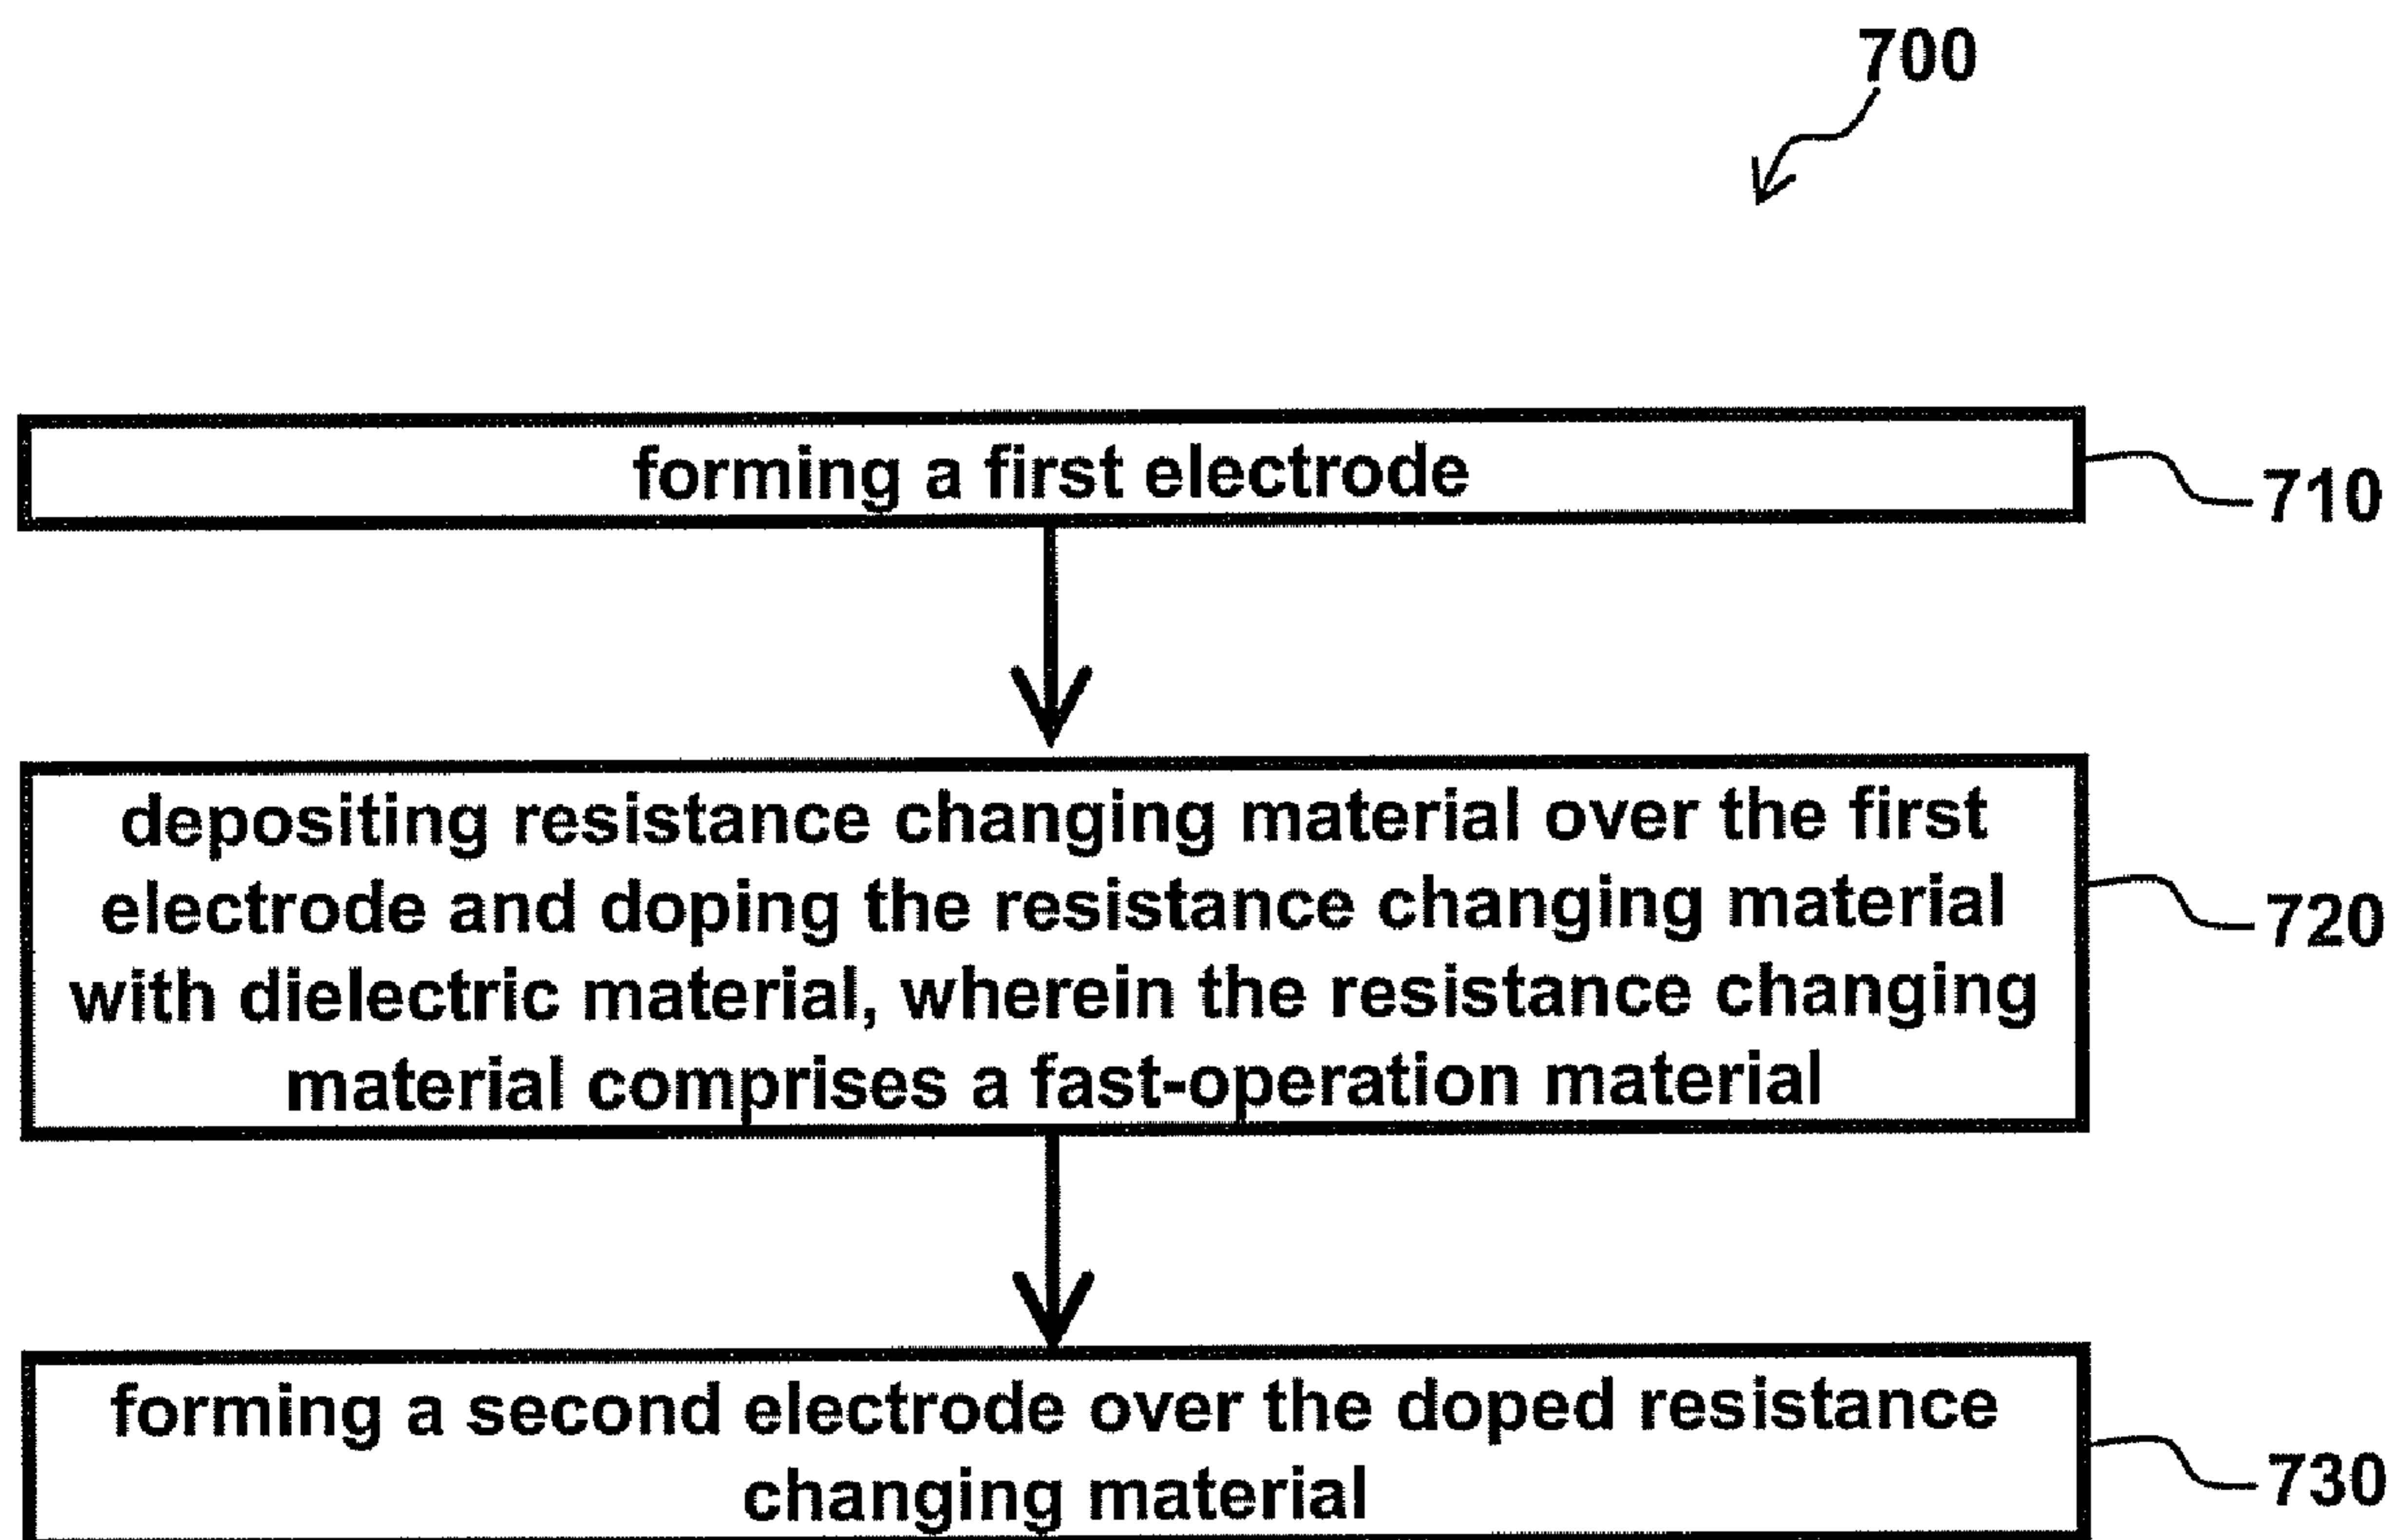 700
forming a first electrode
710
depositing resistance changing material over the first
electrode and doping the resistance changing material
with dielectric material, wherein the resistance changing
material comprises a fast-operation material
720
forming a second electrode over the doped resistance
changing material
730